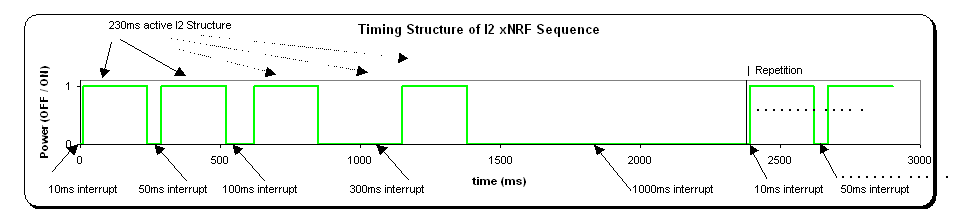 230ms active I2 Structure
Timing Structure of I2 xNRF Sequence
| Repetition
Power (OFF / ON)
1
0
0 500 1000 1500 2000 2500 3000
10ms interrupt 50ms interrupt 100ms interrupt 300ms interrupt 1000ms interrupt 10ms interrupt 50ms interrupt
time (ms)